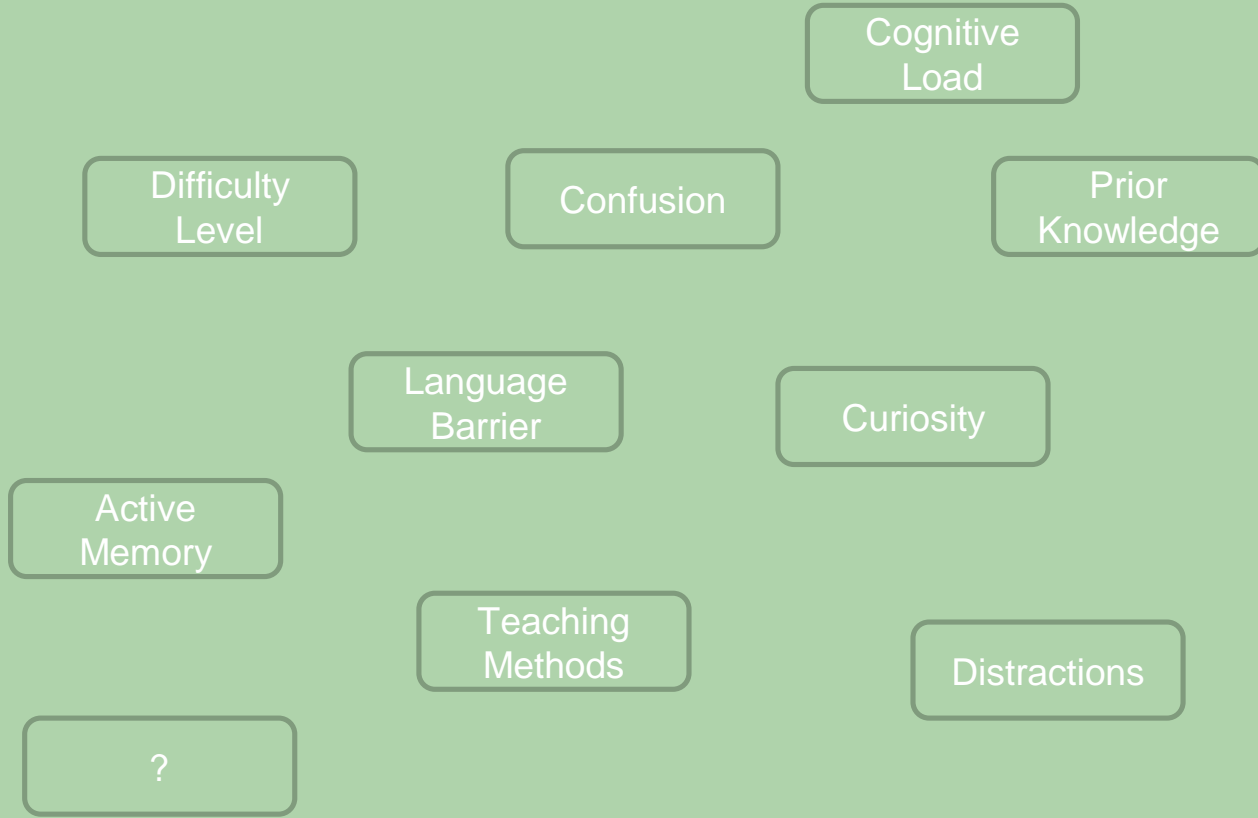 Cognitive
Load
Difficulty
Level
Confusion
Prior
Knowledge
Language
Barrier
Curiosity
Active
Memory
Teaching
Methods
Distractions
?